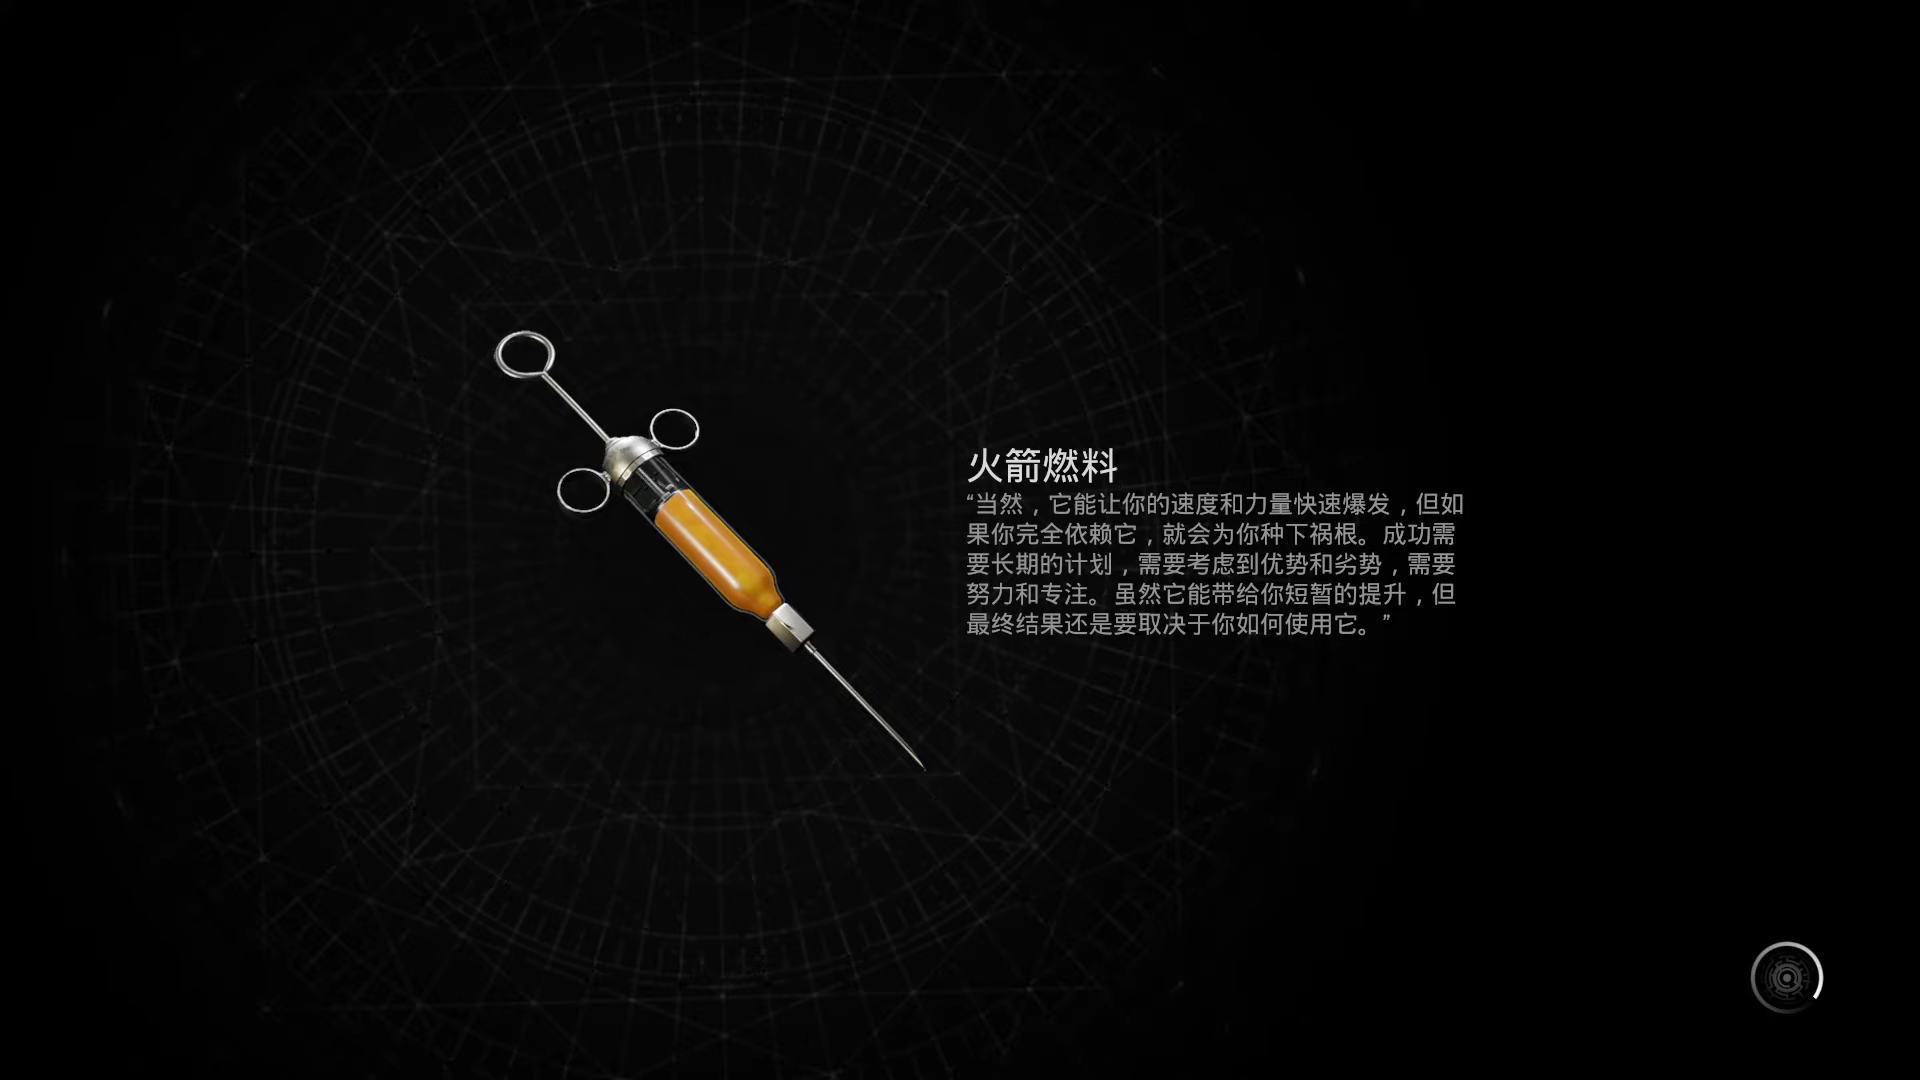 火箭燃料
“当然，它能让你的速度和力量快速爆发，但如
果你完全依赖它，就会为你种下祸根。成功需
要长期的计划，需要考虑到优势和劣势，需要
努力和专注。虽然它能带给你短暂的提升，但
最终结果还是要取决于你如何使用它。”